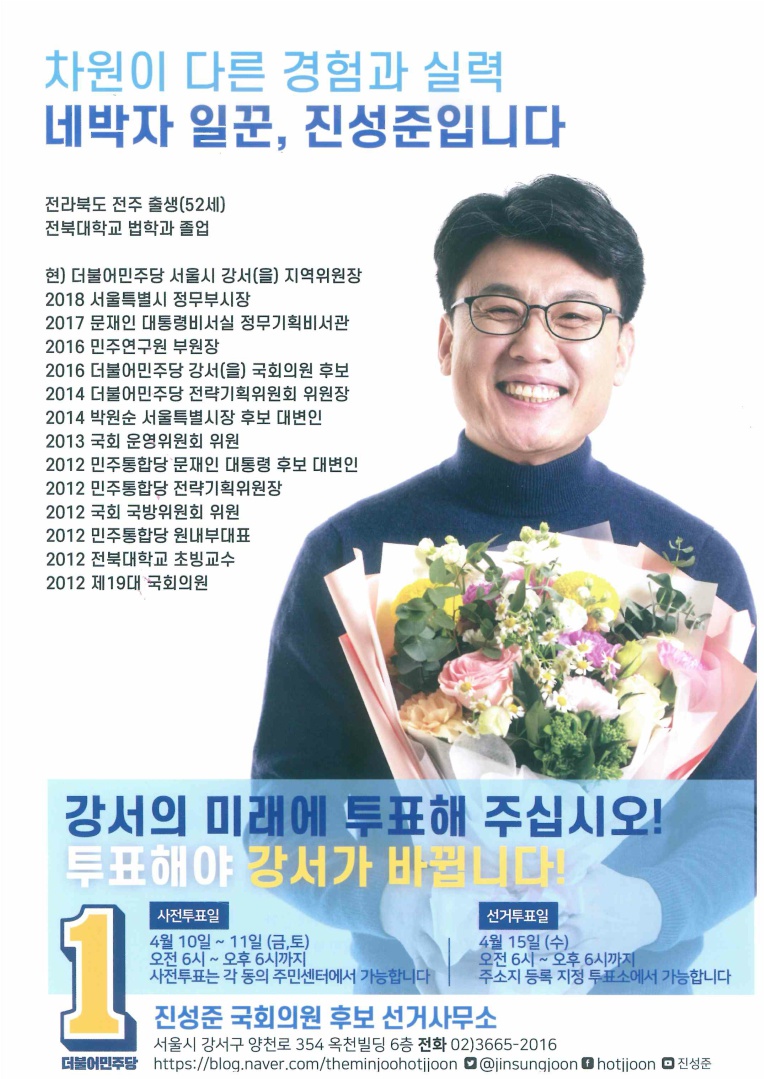 차원이 다른 경험과 실력
네박자 일꾼, 진성준입니다
전라북도 전주 출생(52세)
전북대학교 법학과 졸업
현) 더불어민주당 서울시 강서(을) 지역위원장
2018 서울특별시 정무부시장
2017 문재인 대통령비서실 정무기획비서관
2016 민주연구원 부원장
2016 더불어민주당 강서(을) 국회의원 후보
2014 더불어민주당 전략기획위원회 위원장
2014 박원순 서울특별시장 후보 대변인
2013 국회 운영위원회 위원
2012 민주통합당 문재인 대통령 후보 대변인
2012 민주통합당 전략기획위원장
2012 국회 국방위원회 위원
2012 민주통합당 원내부대표
2012 전북대학교 초빙교수
2012 제19대 국회의원
강서의 미래에 투표해 주십시오!
투표해야 강서가 바뀝니다!
사전투표일
4월 10일 ~ 11일 (금,토)
오전 6시 ~ 오후 6시까지
사전투표는 각 동의 주민센터에서 가능합니다
선거투표일
4월 15일 (수)
오전 6시 ~ 오후 6시까지
주소지 등록 지정 투표소에서 가능합니다
1
더불어민주당
진성준 국회의원 후보 선거사무소
서울시 강서구 양천로 354 옥천빌딩 6층 전화 02)3665-2016
https://blog.naver.com/theminjoohotjjoon @jinsungjoon hotjjoon 진성준